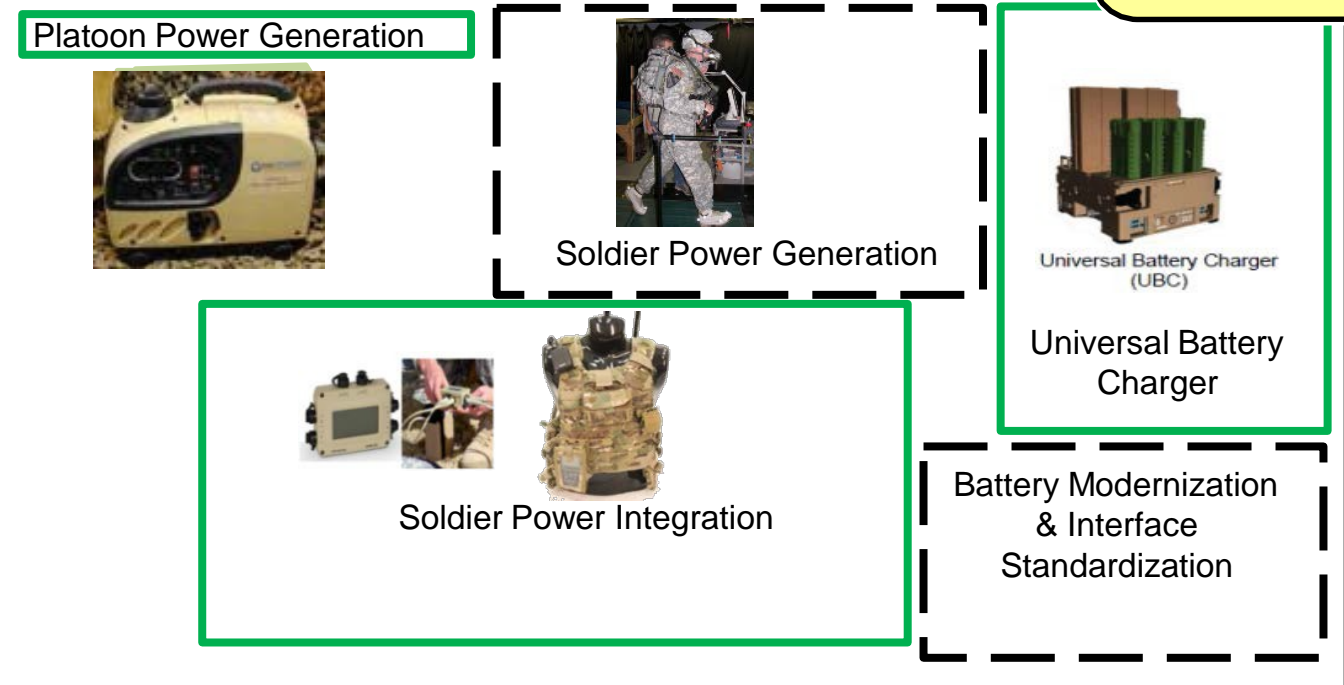 Platoon Power Generation
Soldier Power Generation
Universal Battery Charger
(UBC)
Universal Battery
Charger
Soldier Power Integration
Battery Modernization
& Interface
Standardization